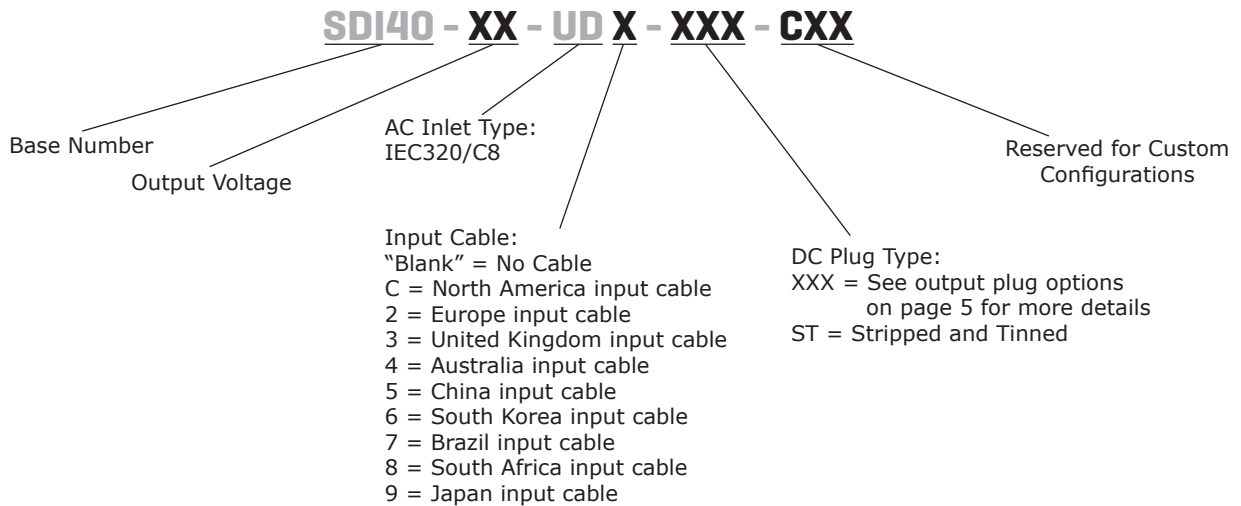 SDI40 - XX - UD X - XXX - CXX
Base Number
Output Voltage
AC Inlet Type:
IEC320/C8
Input Cable:
“Blank” = No Cable
C = North America input cable
2 = Europe input cable
3 = United Kingdom input cable
4 = Australia input cable
5 = China input cable
6 = South Korea input cable
7 = Brazil input cable
8 = South Africa input cable
9 = Japan input cable
DC Plug Type:
XXX = See output plug options
on page 5 for more details
ST = Stripped and Tinned
Reserved for Custom
Configurations